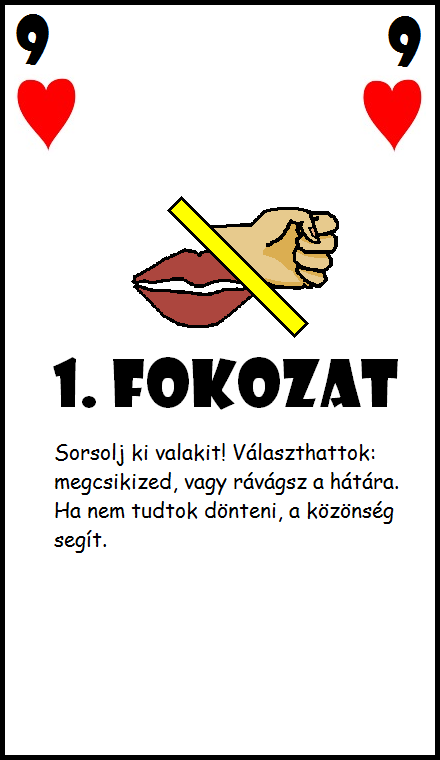 9 9
1. FOKOZAT
Sorsolj ki valakit! Választhattok:
megcsikized, vagy rávágsz a hátára.
Ha nem tudtok dönteni, a közönség
segít.